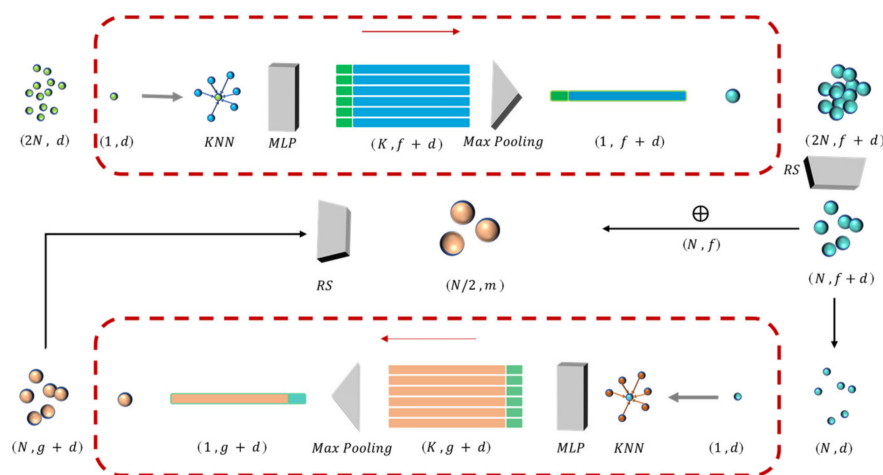 (2N, d)
(1,d)
KNN
MLP
(K,f + d)
Max Pooling
(1, f + d)
(2N,f + d)
RS
⊕
(N,f)
RS
(N/2,m)
(N,f+d)
(N,g + d)
(1,g + d)
Max Pooling
(K,g + d)
MLP
KNN
(1,d)
(N,d)